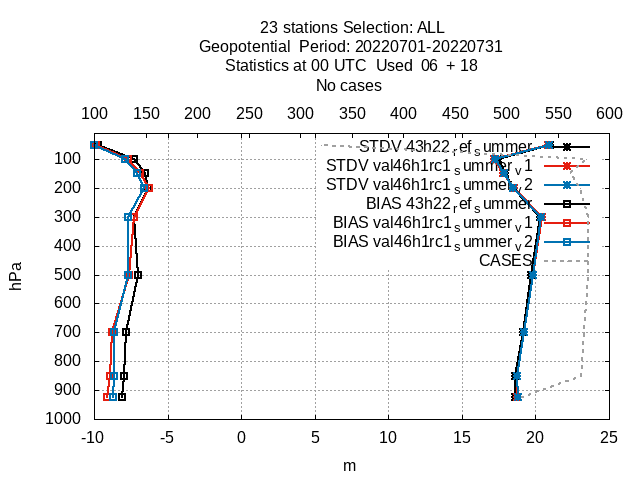 23 stations Selection: ALL
Geopotential Period: 20220701-20220731
Statistics at 00 UTC Used 06 + 18
No cases
100 150 200 250 300 350 400 450 500 550 600
STDV 43h22_ref_summer
STDV val46h1rc1_summer_v1
STDV val46h1rc1_summer_v2
BIAS 43h22_ref_summer
BIAS val46h1rc1_summer_v1
BIAS val46h1rc1_summer_v2
CASES
hPa
100
200
300
400
500
600
700
800
900
1000
-10 -5 0 5 10 15 20 25
m